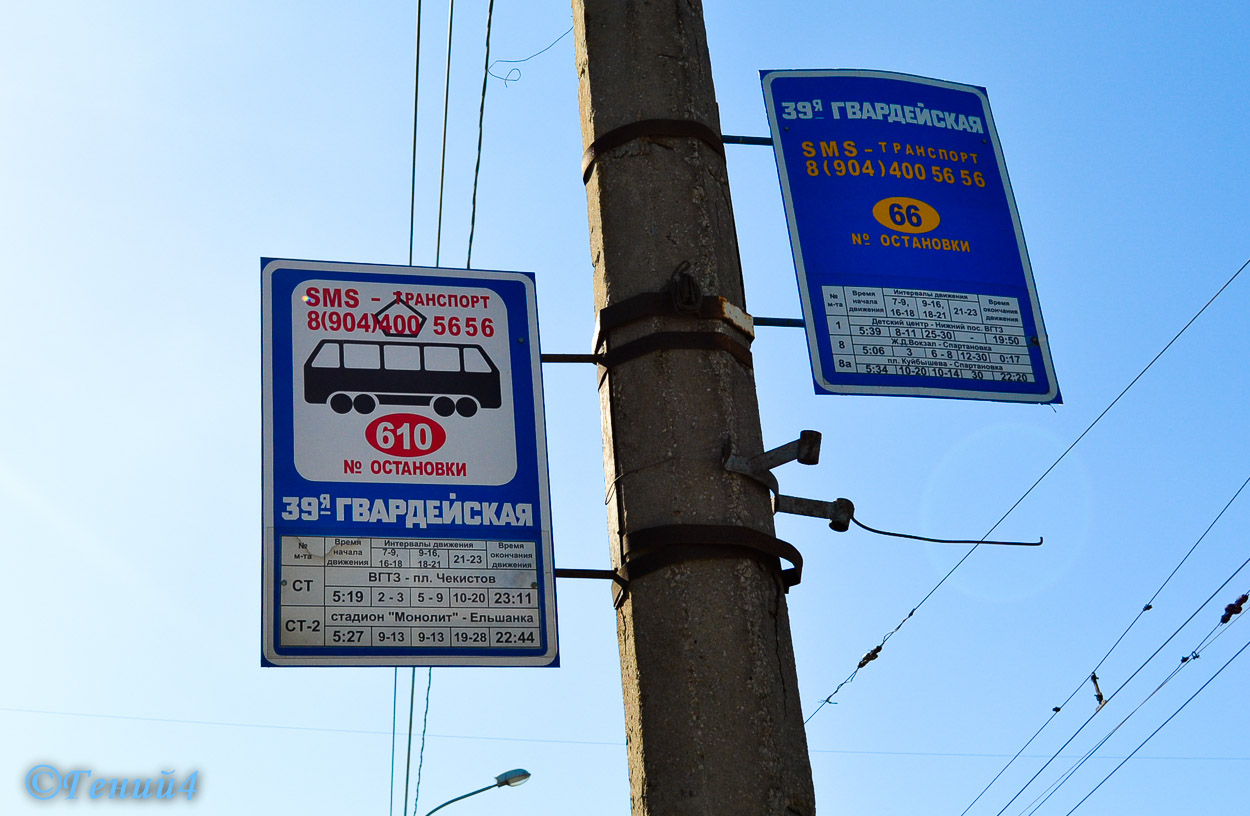 SMS - ТРАНСПОРТ
8(904)400 5656
610
№ ОСТАНОВКИ
39Я ГВАРДЕЙСКАЯ
№ м-та Время начала движения Интервалы движения 7-9, 16-18 9-16, 18-21 21-23 Время окончания движения
СТ ВГТЗ - пл. Чекистов
5:19 2 - 3 5 - 9 10-20 23:11
СТ-2 стадион "Монолит" - Ельшанка
5:27 9-13 9-13 19-28 22:44
39Я ГВАРДЕЙСКАЯ
SMS - ТРАНСПОРТ
8(904)400 56 56
66
№ ОСТАНОВКИ
№ м-та Время начала движения Интервалы движения 7-9, 16-18 9-16, 18-21 21-23 Время окончания движения
1 Детский центр - Нижний пос. ВГТЗ
5:39 8-11 25-30 - 19:50
8 Ж.Д.Вокзал - Спартановка
5:06 3 6 - 8 12-30 0:17
8а пл. Куйбышева - Спартановка
5:34 10-20 10-14 30 22:20
©Гений4